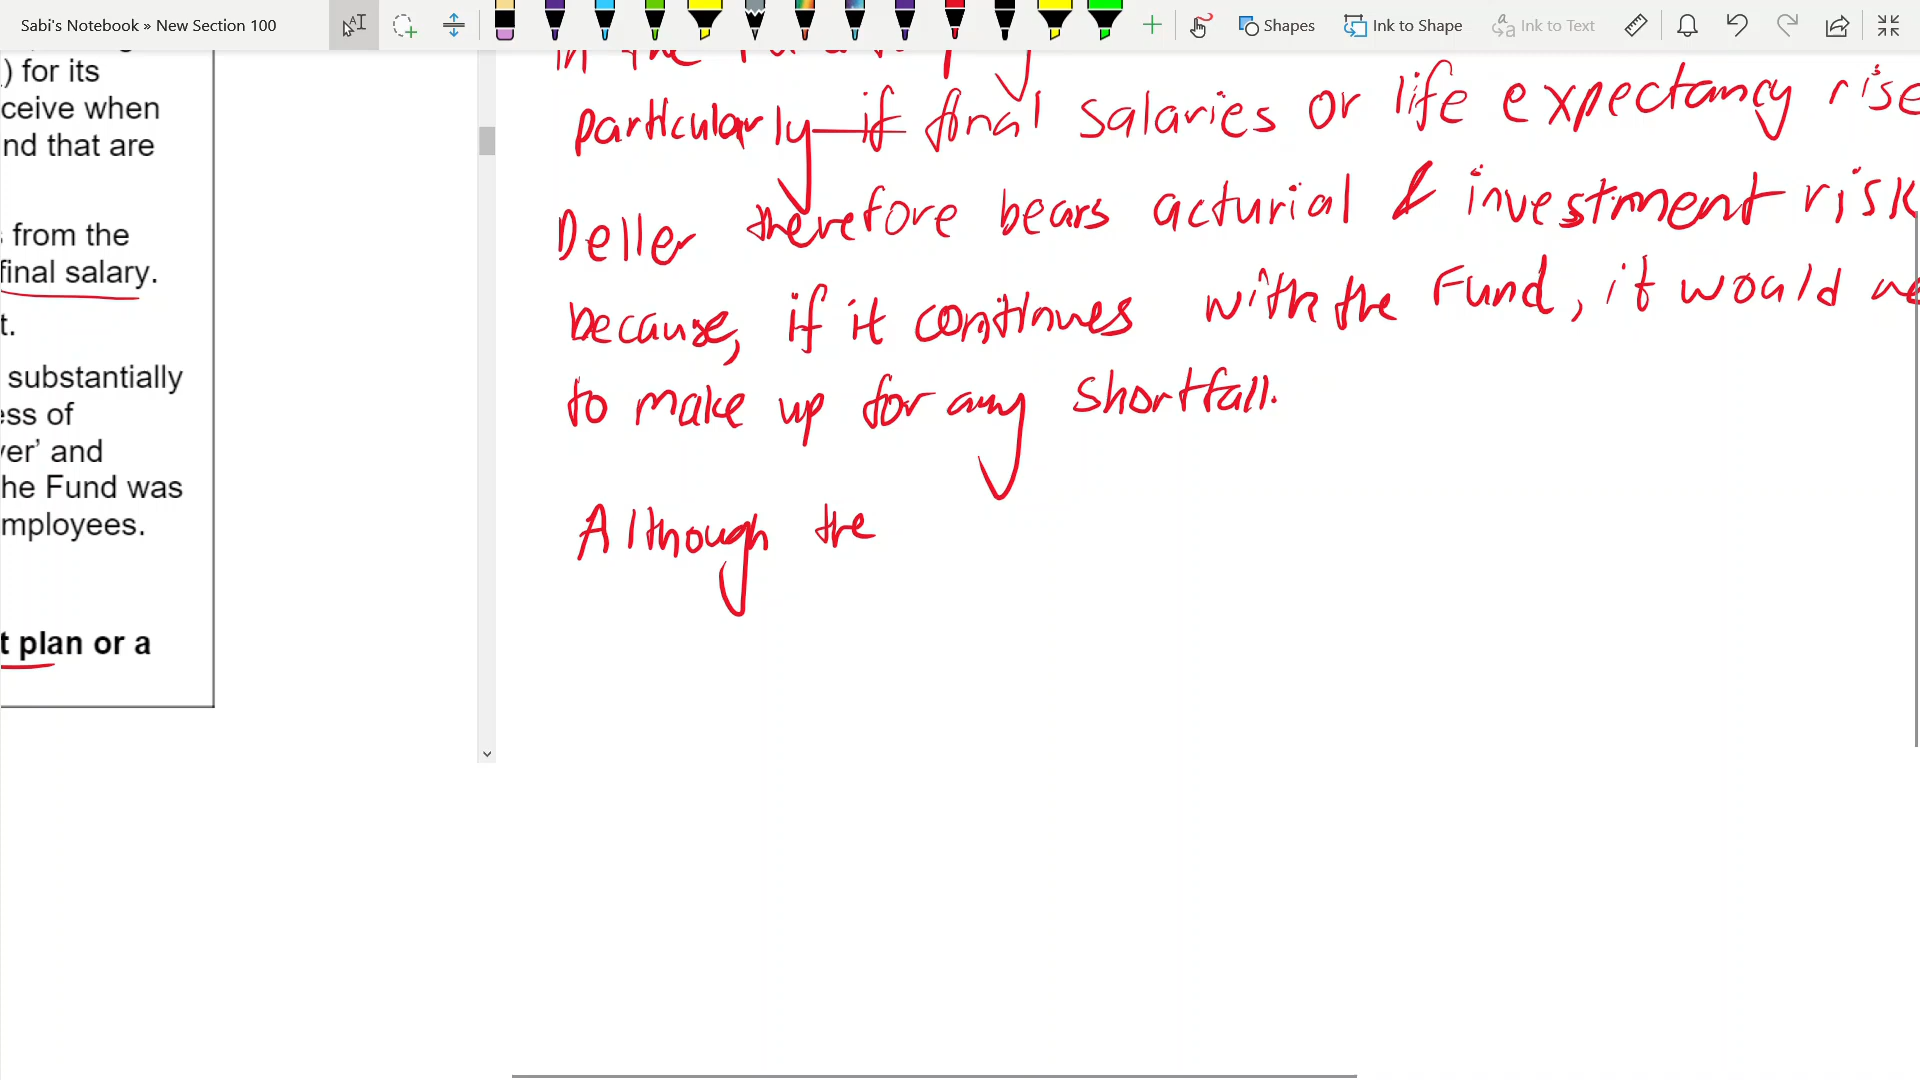 Sabi's Notebook » New Section 100
Shapes
Ink to Shape
Ink to Text
) for its
ceive when
nd that are
from the
final salary.
t.
substantially
ess of
er’ and
he Fund was
mployees.
t plan or a
in the
particularly if final salaries or life expectancy rise
Deller therefore bears acturial & investment risk
because, if it continues with the Fund, it would
to make up for any shortfall.
Although the